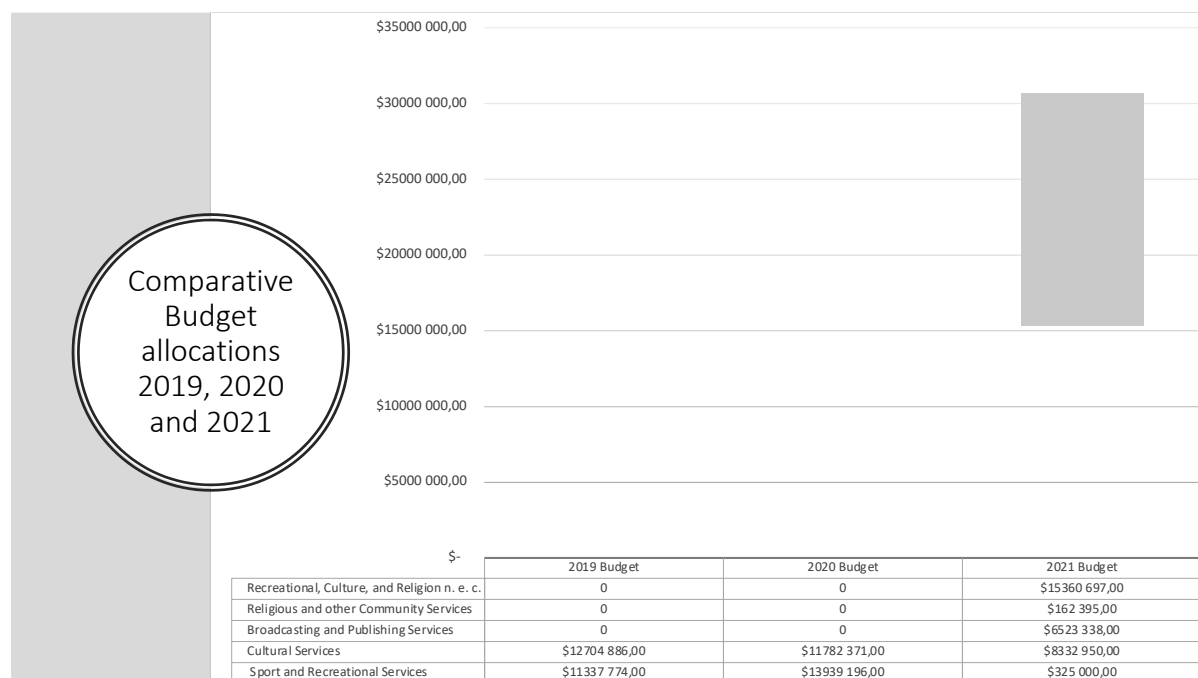 Comparative
Budget
allocations
2019, 2020
and 2021
$35000 000,00
$30000 000,00
$25000 000,00
$20000 000,00
$15000 000,00
$10000 000,00
$5000 000,00
$-
2019 Budget 2020 Budget 2021 Budget
Recreational, Culture, and Religion n. e. c. 0 0 $15360 697,00
Religious and other Community Services 0 0 $162 395,00
Broadcasting and Publishing Services 0 0 $6523 338,00
Cultural Services $12704 886,00 $11782 371,00 $8332 950,00
Sport and Recreational Services $11337 774,00 $13939 196,00 $325 000,00